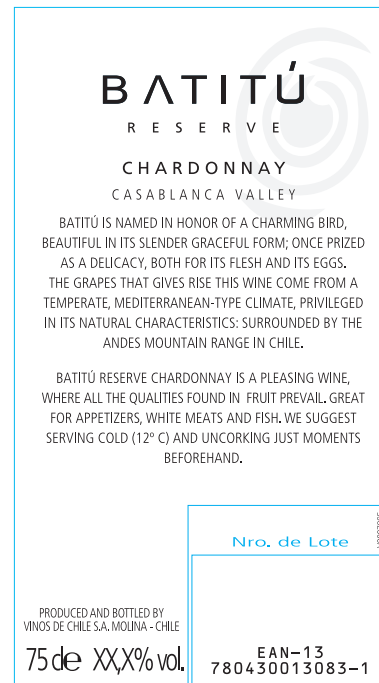 BATITÚ
RESERVE
CHARDONNAY
CASABLANCA VALLEY
BATITÚ IS NAMED IN HONOR OF A CHARMING BIRD,
BEAUTIFUL IN ITS SLENDER GRACEFUL FORM; ONCE PRIZED
AS A DELICACY, BOTH FOR ITS FLESH AND ITS EGGS.
THE GRAPES THAT GIVES RISE THIS WINE COME FROM A
TEMPERATE, MEDITERRANEAN-TYPE CLIMATE, PRIVILEGED
IN ITS NATURAL CHARACTERISTICS: SURROUNDED BY THE
ANDES MOUNTAIN RANGE IN CHILE.
BATITÚ RESERVE CHARDONNAY IS A PLEASING WINE,
WHERE ALL THE QUALITIES FOUND IN FRUIT PREVAIL. GREAT
FOR APPETIZERS, WHITE MEATS AND FISH. WE SUGGEST
SERVING COLD (12º C) AND UNCORKING JUST MOMENTS
BEFOREHAND.
Nro. de Lote
PRODUCED AND BOTTLED BY
VINOS DE CHILE S.A. MOLINA - CHILE
75 de XX,X% vol.
EAN-13
780430013083-1